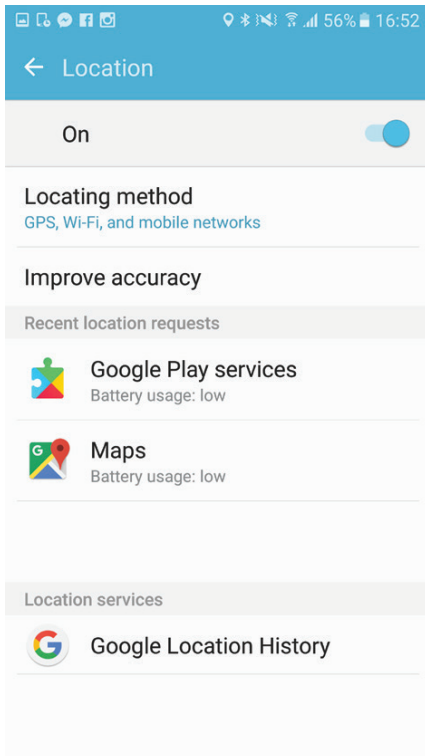 56% 16:52
Location
On
Locating method
GPS, Wi-Fi, and mobile networks
Improve accuracy
Recent location requests
Google Play services
Battery usage: low
G
Maps
Battery usage: low
Location services
G
Google Location History